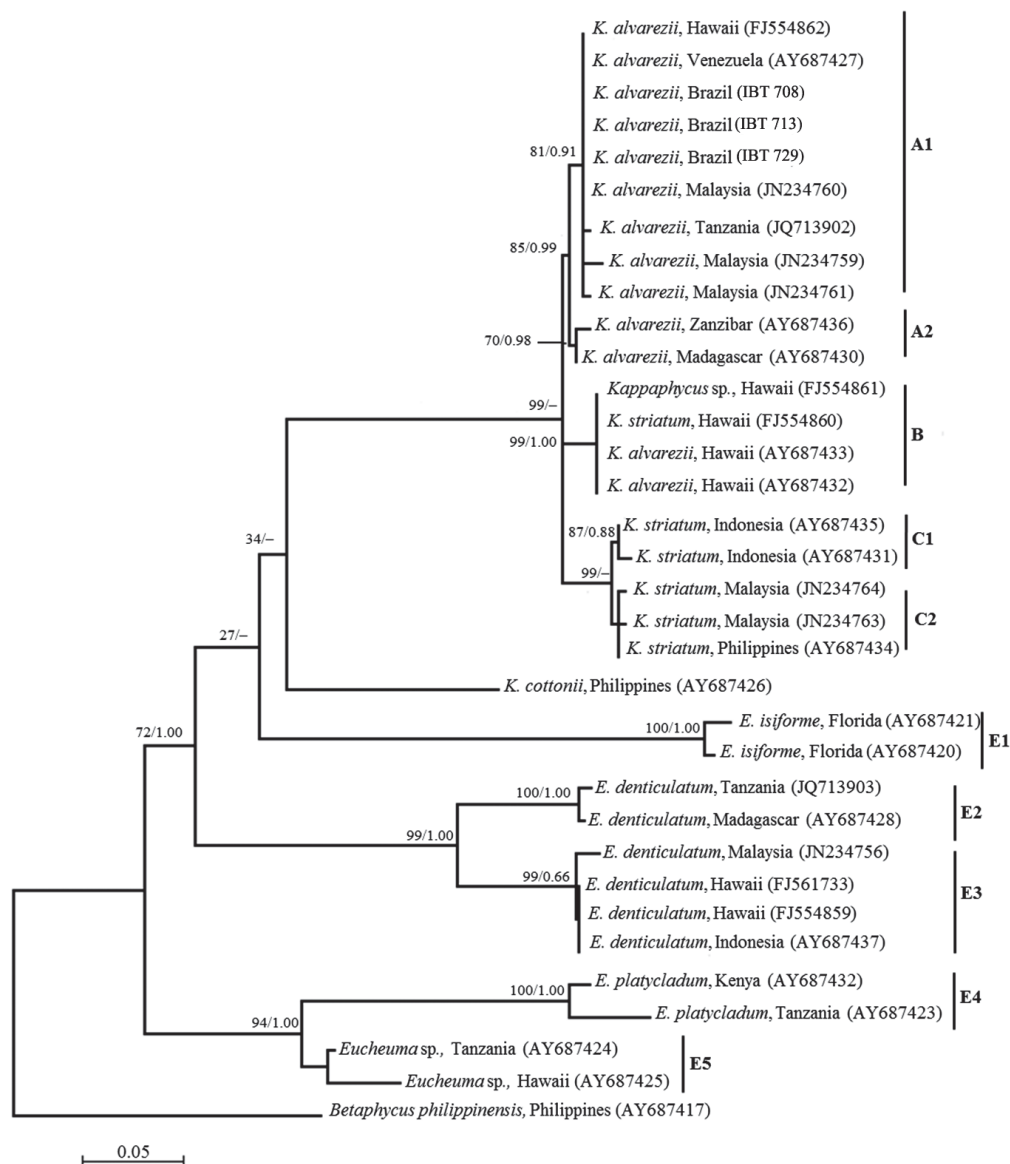 K. alvarezii, Hawaii (FJ554862)
K. alvarezii, Venezuela (AY687427)
K. alvarezii, Brazil (IBT 708)
K. alvarezii, Brazil (IBT 713)
A1
81/0.91
K. alvarezii, Brazil (IBT 729)
K. alvarezii, Malaysia (JN234760)
K. alvarezii, Tanzania (JQ713902)
85/0.99
K. alvarezii, Malaysia (JN234759)
K. alvarezii, Malaysia (JN234761)
K. alvarezii, Zanzibar (AY687436)
A2
70/0.98
K. alvarezii, Madagascar (AY687430)
Kappaphycus sp., Hawaii (FJ554861)
99/–
K. striatum, Hawaii (FJ554860)
B
99/1.00
K. alvarezii, Hawaii (AY687433)
K. alvarezii, Hawaii (AY687432)
K. striatum, Indonesia (AY687435)
87/0.88
C1
K. striatum, Indonesia (AY687431)
34/–
99/–
K. striatum, Malaysia (JN234764)
C2
K. striatum, Malaysia (JN234763)
27/–
K. striatum, Philippines (AY687434)
K. cottonii, Philippines (AY687426)
72/1.00
100/1.00
E. isiforme, Florida (AY687421)
E1
E. isiforme, Florida (AY687420)
E. denticulatum, Tanzania (JQ713903)
100/1.00
E2
E. denticulatum, Madagascar (AY687428)
99/1.00
E. denticulatum, Malaysia (JN234756)
99/0.66
E. denticulatum, Hawaii (FJ561733)
E3
E. denticulatum, Hawaii (FJ554859)
E. denticulatum, Indonesia (AY687437)
E. platycladum, Kenya (AY687432)
100/1.00
E4
E. platycladum, Tanzania (AY687423)
94/1.00
Eucheuma sp., Tanzania (AY687424)
E5
Eucheuma sp., Hawaii (AY687425)
Betaphycus philippinensis, Philippines (AY687417)
0.05